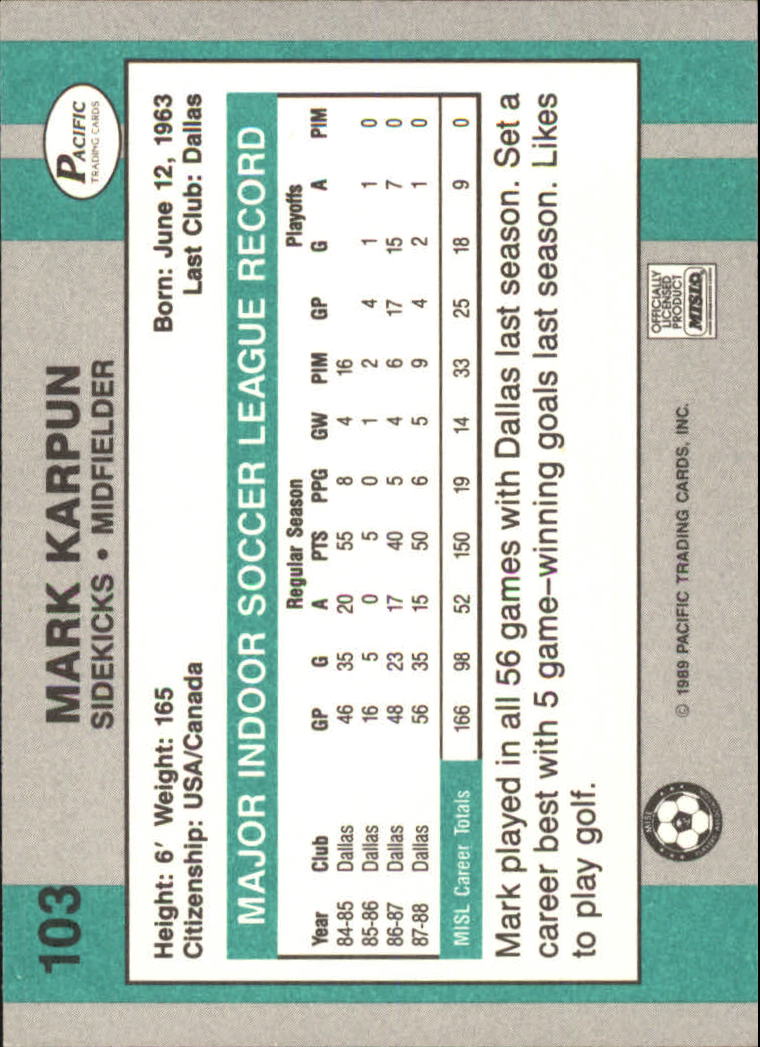 103
MARK KARPUN
SIDEKICKS • MIDFIELDER
PACIFIC
TRADING CARDS
Height: 6' Weight: 165 Born: June 12, 1963
Citizenship: USA/Canada Last Club: Dallas
MAJOR INDOOR SOCCER LEAGUE RECORD
Regular Season Playoffs
Year Club GP G A PTS PPG GW PIM GP G A PIM
84-85 Dallas 46 35 20 55 8 4 16
85-86 Dallas 16 5 0 5 0 1 2 4 1 1 0
86-87 Dallas 48 23 17 40 5 4 6 17 15 7 0
87-88 Dallas 56 35 15 50 6 5 9 4 2 1 0
MISL Career Totals 166 98 52 150 19 14 33 25 18 9 0
Mark played in all 56 games with Dallas last season. Set a
career best with 5 game–winning goals last season. Likes
to play golf.
MISL
© 1989 PACIFIC TRADING CARDS, INC.
OFFICIALLY
LICENSED
PRODUCT
MISL